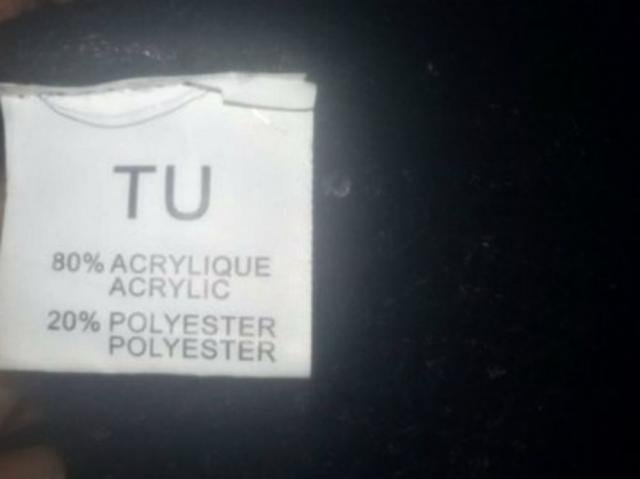 TU
80% ACRYLIQUE
ACRYLIC
20% POLYESTER
POLYESTER